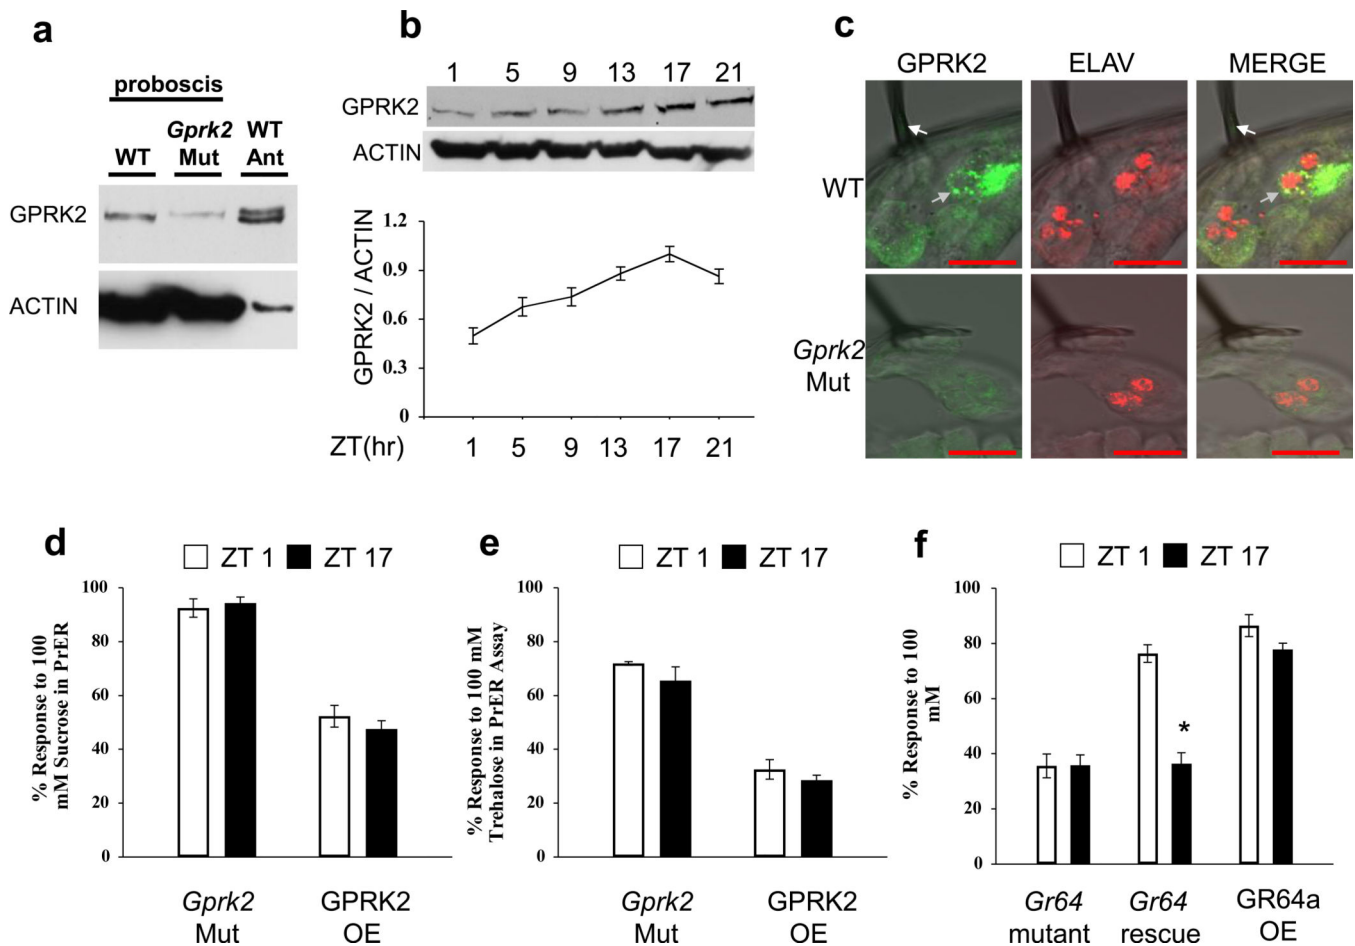 a
proboscis
WT
Gprk2
Mut
WT
Ant
GPRK2
ACTIN
b
1 5 9 13 17 21
GPRK2
ACTIN
GPRK2 / ACTIN
1.2
0.9
0.6
0.3
0
ZT(hr) 1 5 9 13 17 21
c
GPRK2 ELAV MERGE
WT
Gprk2
Mut
d
ZT 1 ZT 17
% Response to 100
mM Sucrose in PrER
100
80
60
40
20
0
Gprk2
Mut
GPRK2
OE
e
ZT 1 ZT 17
% Response to 100 mM
Trehalose in PrER Assay
100
80
60
40
20
0
Gprk2
Mut
GPRK2
OE
f
ZT 1 ZT 17
% Response to 100
mM
100
80
60
40
20
0
*
Gr64
mutant
Gr64
rescue
GR64a
OE